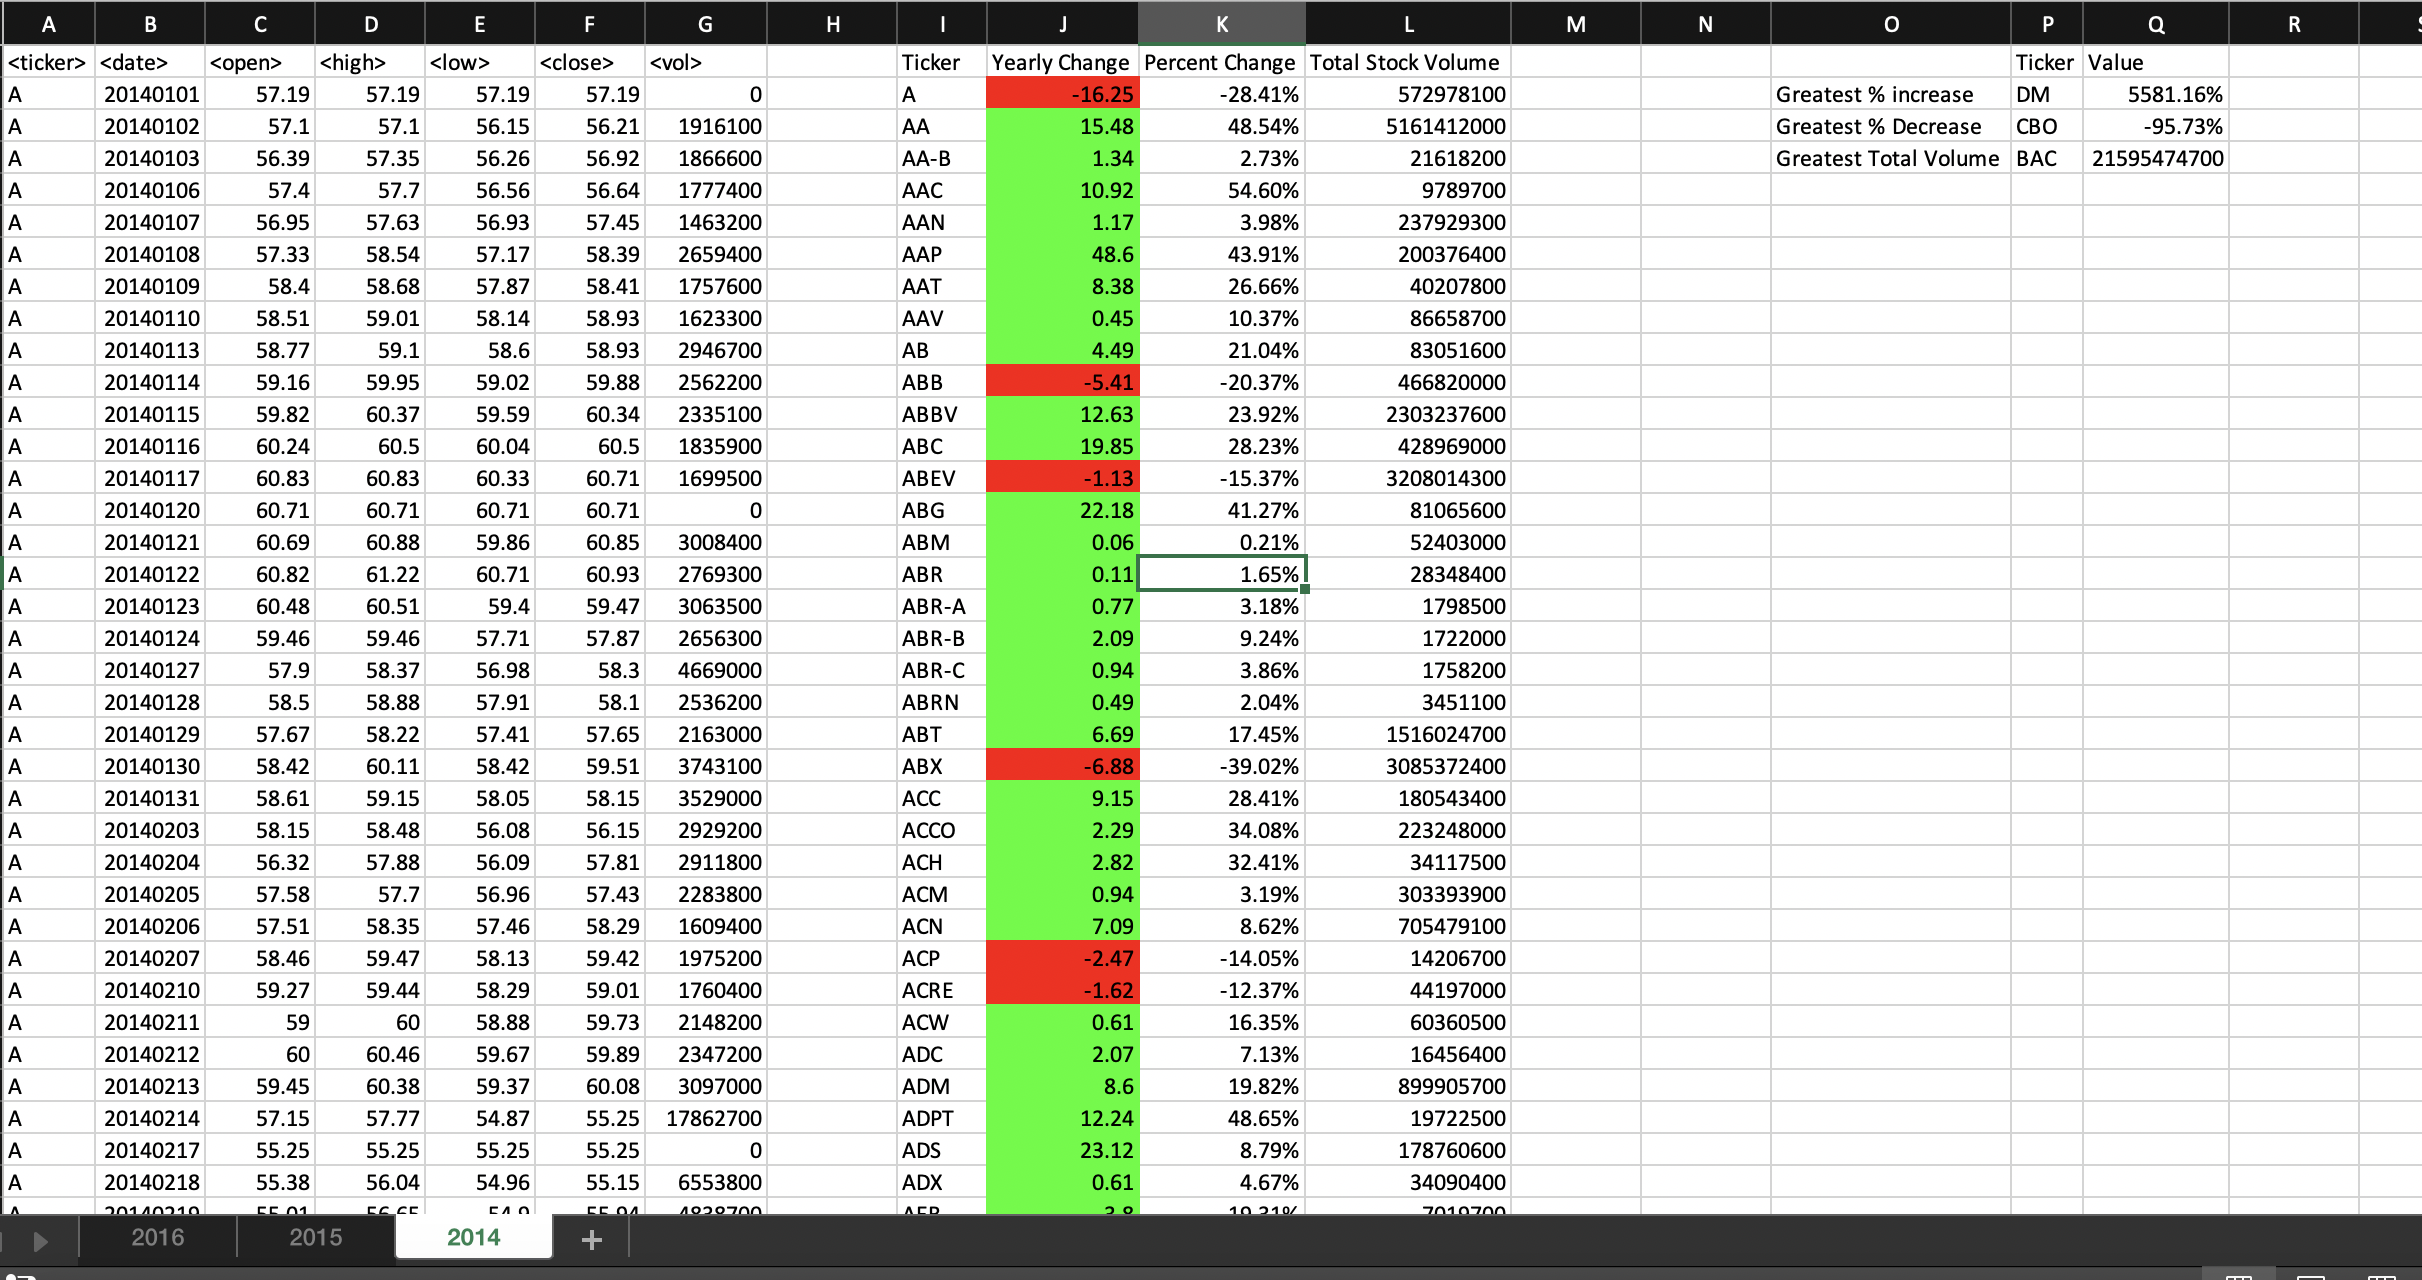 A B C D E F G H I J K L M N O P Q R
<ticker> <date> <open> <high> <low> <close> <vol> Ticker Yearly Change Percent Change Total Stock Volume Ticker Value
A 20140101 57.19 57.19 57.19 57.19 0 A -16.25 -28.41% 572978100 Greatest % increase DM 5581.16%
A 20140102 57.1 57.1 56.15 56.21 1916100 AA 15.48 48.54% 5161412000 Greatest % Decrease CBO -95.73%
A 20140103 56.39 57.35 56.26 56.92 1866600 AA-B 1.34 2.73% 21618200 Greatest Total Volume BAC 21595474700
A 20140106 57.4 57.7 56.56 56.64 1777400 AAC 10.92 54.60% 9789700
A 20140107 56.95 57.63 56.93 57.45 1463200 AAN 1.17 3.98% 237929300
A 20140108 57.33 58.54 57.17 58.39 2659400 AAP 48.6 43.91% 200376400
A 20140109 58.4 58.68 57.87 58.41 1757600 AAT 8.38 26.66% 40207800
A 20140110 58.51 59.01 58.14 58.93 1623300 AAV 0.45 10.37% 86658700
A 20140113 58.77 59.1 58.6 58.93 2946700 AB 4.49 21.04% 83051600
A 20140114 59.16 59.95 59.02 59.88 2562200 ABB -5.41 -20.37% 466820000
A 20140115 59.82 60.37 59.59 60.34 2335100 ABBV 12.63 23.92% 2303237600
A 20140116 60.24 60.5 60.04 60.5 1835900 ABC 19.85 28.23% 428969000
A 20140117 60.83 60.83 60.33 60.71 1699500 ABEV -1.13 -15.37% 3208014300
A 20140120 60.71 60.71 60.71 60.71 0 ABG 22.18 41.27% 81065600
A 20140121 60.69 60.88 59.86 60.85 3008400 ABM 0.06 0.21% 52403000
A 20140122 60.82 61.22 60.71 60.93 2769300 ABR 0.11 1.65% 28348400
A 20140123 60.48 60.51 59.4 59.47 3063500 ABR-A 0.77 3.18% 1798500
A 20140124 59.46 59.46 57.71 57.87 2656300 ABR-B 2.09 9.24% 1722000
A 20140127 57.9 58.37 56.98 58.3 4669000 ABR-C 0.94 3.86% 1758200
A 20140128 58.5 58.88 57.91 58.1 2536200 ABRN 0.49 2.04% 3451100
A 20140129 57.67 58.22 57.41 57.65 2163000 ABT 6.69 17.45% 1516024700
A 20140130 58.42 60.11 58.42 59.51 3743100 ABX -6.88 -39.02% 3085372400
A 20140131 58.61 59.15 58.05 58.15 3529000 ACC 9.15 28.41% 180543400
A 20140203 58.15 58.48 56.08 56.15 2929200 ACCO 2.29 34.08% 223248000
A 20140204 56.32 57.88 56.09 57.81 2911800 ACH 2.82 32.41% 34117500
A 20140205 57.58 57.7 56.96 57.43 2283800 ACM 0.94 3.19% 303393900
A 20140206 57.51 58.35 57.46 58.29 1609400 ACN 7.09 8.62% 705479100
A 20140207 58.46 59.47 58.13 59.42 1975200 ACP -2.47 -14.05% 14206700
A 20140210 59.27 59.44 58.29 59.01 1760400 ACRE -1.62 -12.37% 44197000
A 20140211 59 60 58.88 59.73 2148200 ACW 0.61 16.35% 60360500
A 20140212 60 60.46 59.67 59.89 2347200 ADC 2.07 7.13% 16456400
A 20140213 59.45 60.38 59.37 60.08 3097000 ADM 8.6 19.82% 899905700
A 20140214 57.15 57.77 54.87 55.25 17862700 ADPT 12.24 48.65% 19722500
A 20140217 55.25 55.25 55.25 55.25 0 ADS 23.12 8.79% 178760600
A 20140218 55.38 56.04 54.96 55.15 6553800 ADX 0.61 4.67% 34090400
2016 2015 2014 +